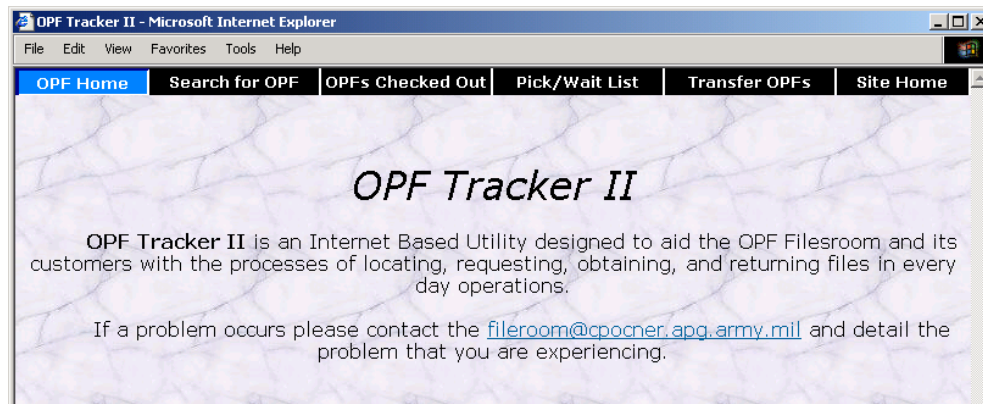 OPF Tracker II - Microsoft Internet Explorer
File Edit View Favorites Tools Help
OPF Home Search for OPF OPFs Checked Out Pick/Wait List Transfer OPFs Site Home
OPF Tracker II
OPF Tracker II is an Internet Based Utility designed to aid the OPF Filesroom and its
customers with the processes of locating, requesting, obtaining, and returning files in every
day operations.
If a problem occurs please contact the fileroom@cpocner.apg.army.mil and detail the
problem that you are experiencing.